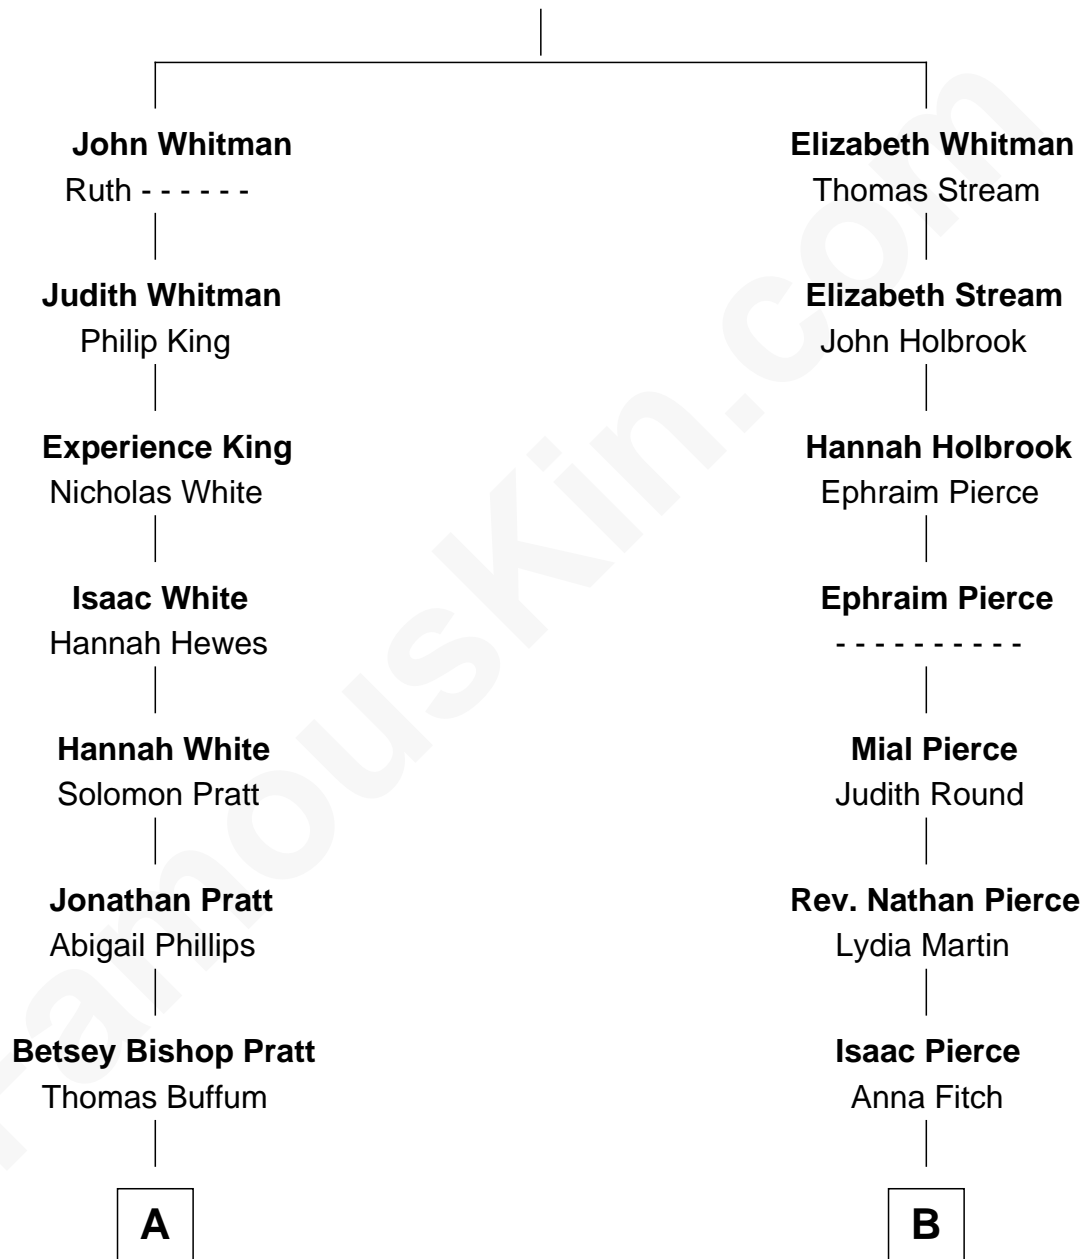 John Whitman
Ruth - - - - - -
Judith Whitman
Philip King
Experience King
Nicholas White
Isaac White
Hannah Hewes
Hannah White
Solomon Pratt
Jonathan Pratt
Abigail Phillips
Betsey Bishop Pratt
Thomas Buffum
A
Elizabeth Whitman
Thomas Stream
Elizabeth Stream
John Holbrook
Hannah Holbrook
Ephraim Pierce
Ephraim Pierce
- - - - - - - - - -
Mial Pierce
Judith Round
Rev. Nathan Pierce
Lydia Martin
Isaac Pierce
Anna Fitch
B
FamousKin.com